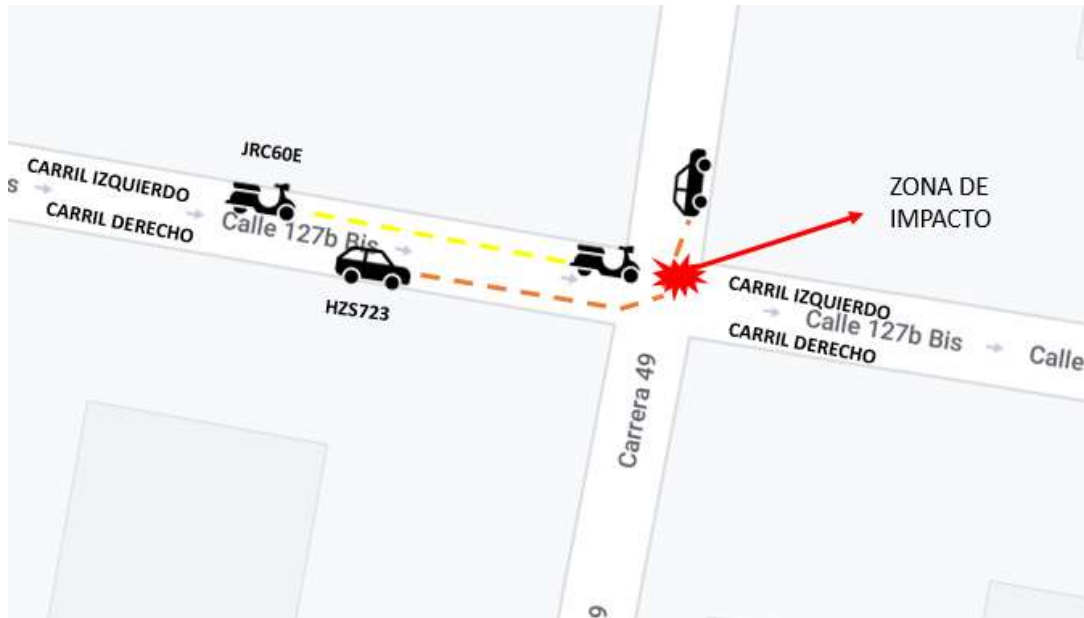 JRC60E
CARRIL IZQUIERDO
s
CARRIL DERECHO
Calle 127b Bis
HZS723
ZONA DE
IMPACTO
CARRIL IZQUIERDO
Calle 127b Bis
Calle
CARRIL DERECHO
Carrera 49
9